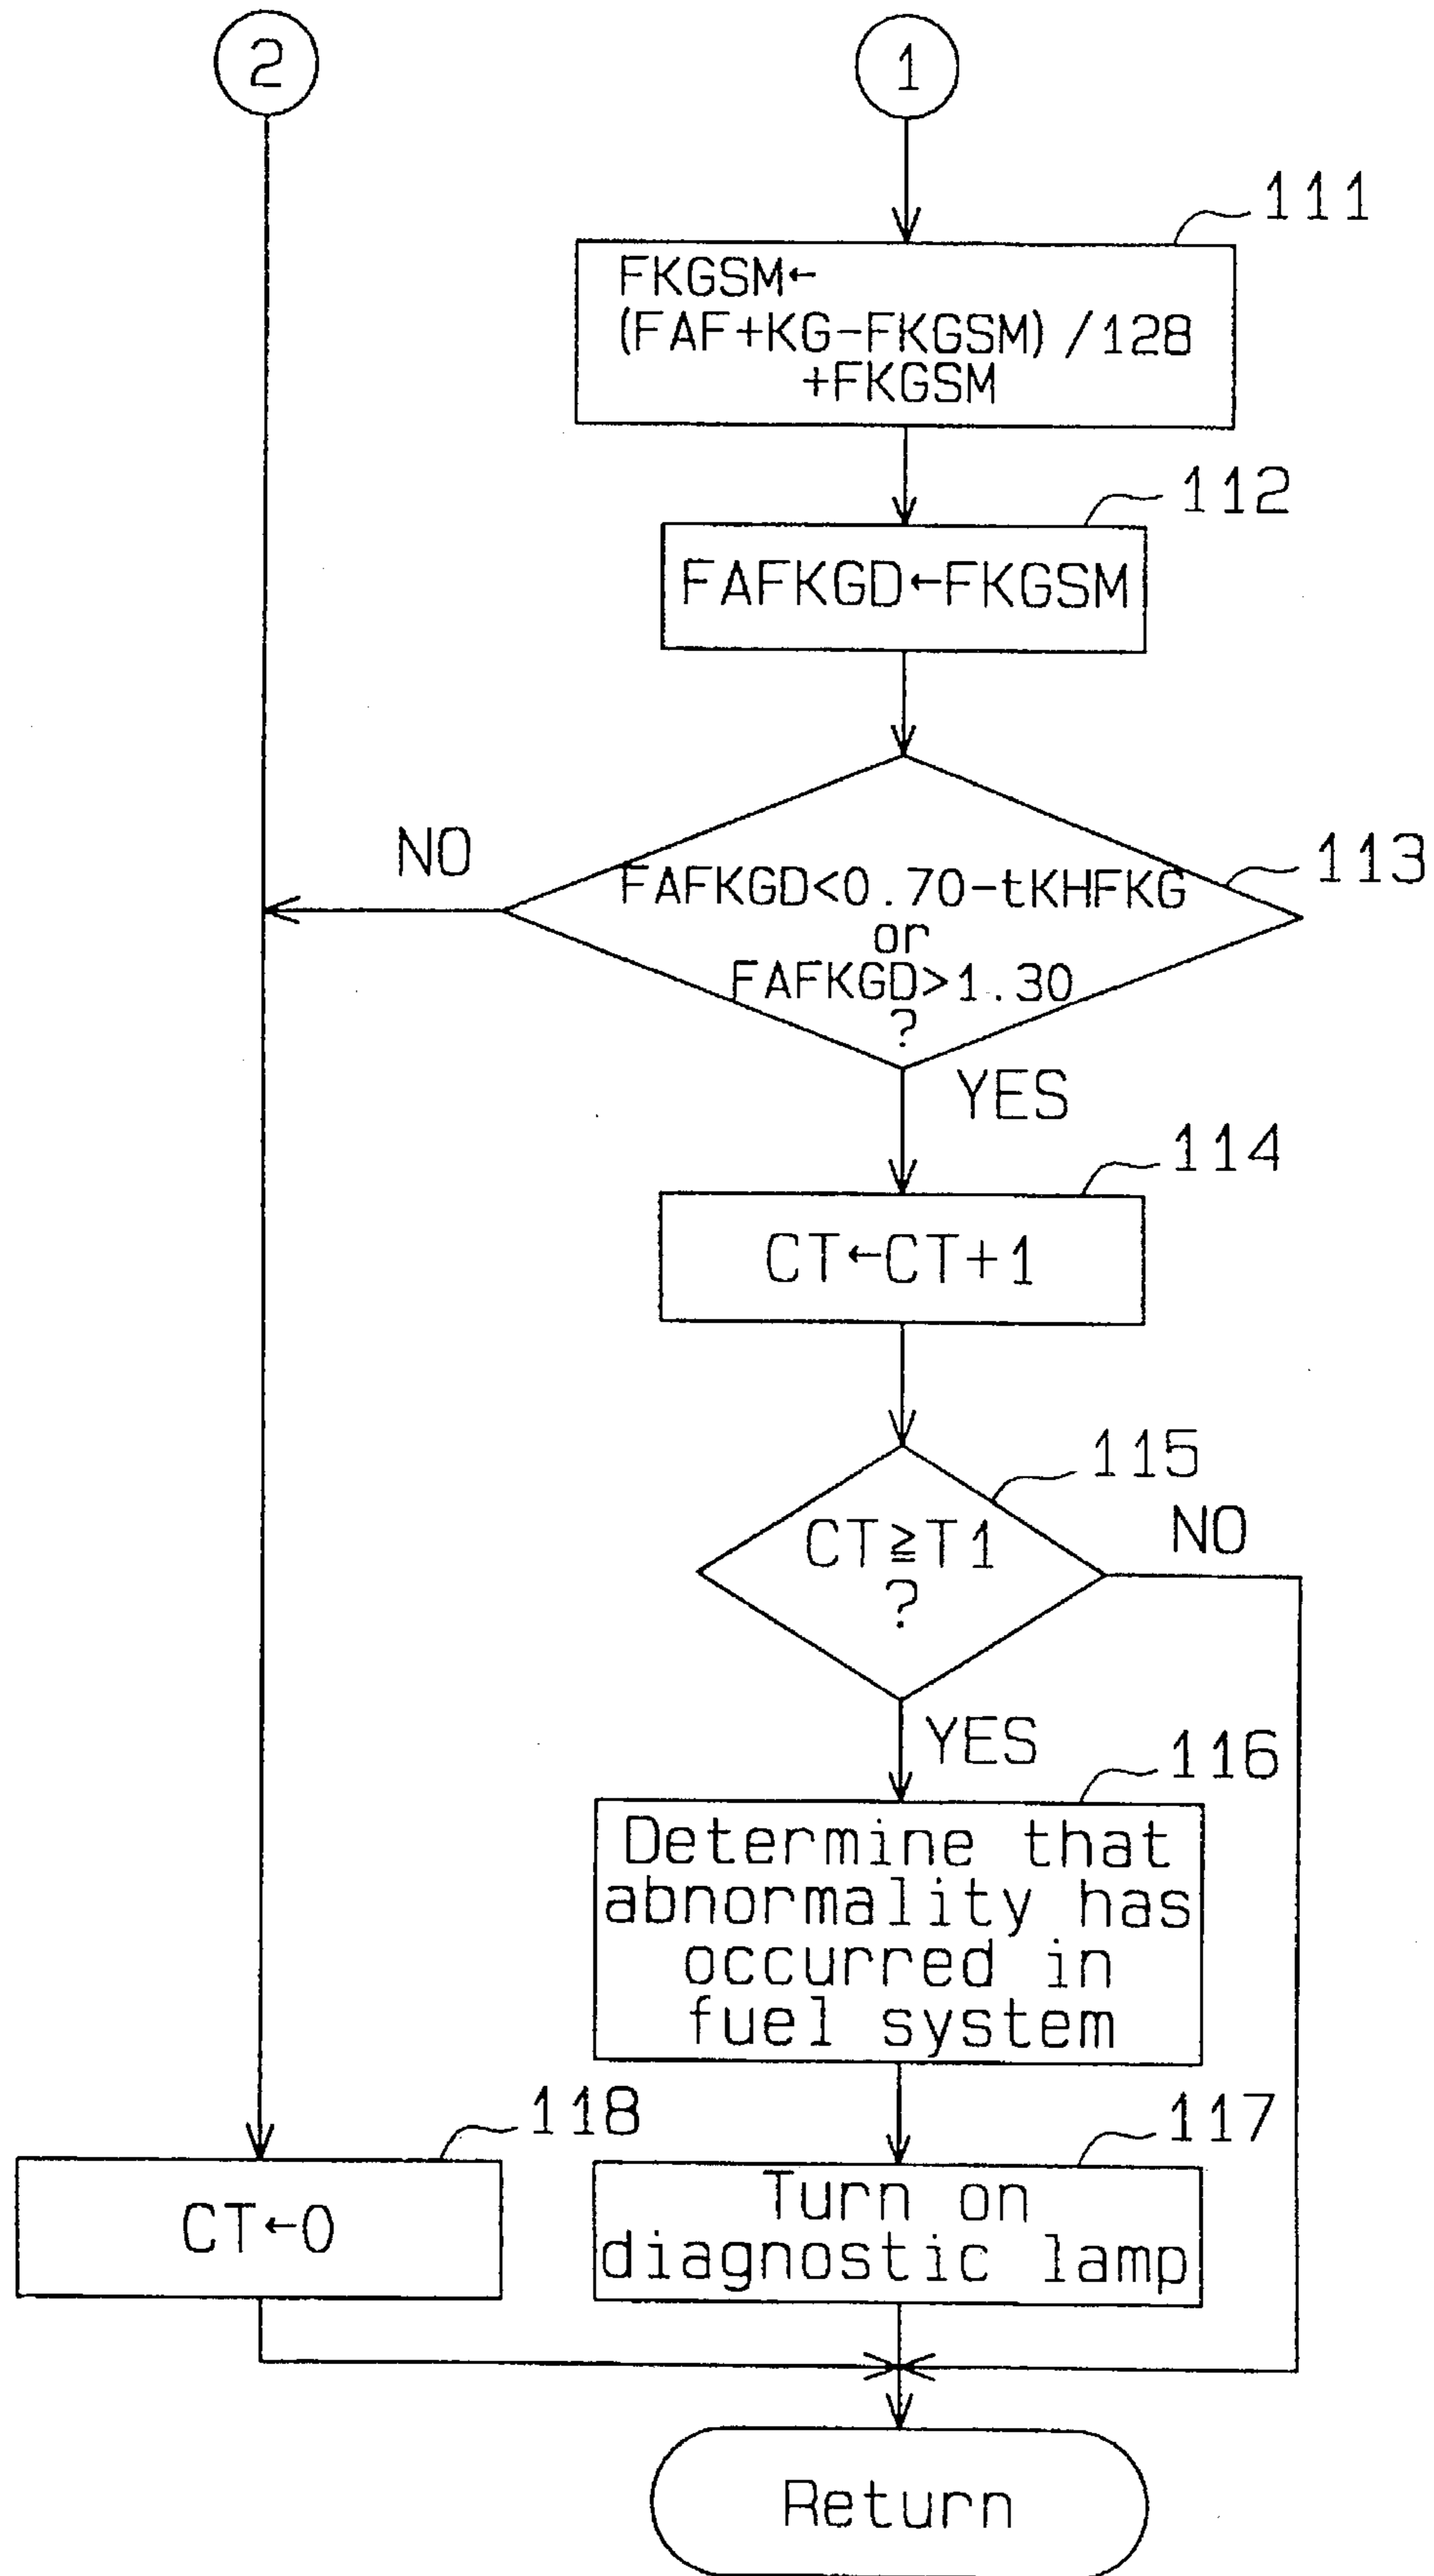 2
1
111
FKGSM←
(FAF+KG-FKGSM)/128
+FKGSM
112
FAFKGD←FKGSM
NO
113
FAFKGD<0.70-tKHFKG
or
FAFKGD>1.30
?
YES
114
CT←CT+1
115
CT≧T1
?
NO
YES
116
Determine that
abnormality has
occurred in
fuel system
118
117
CT←0
Turn on
diagnostic lamp
Return